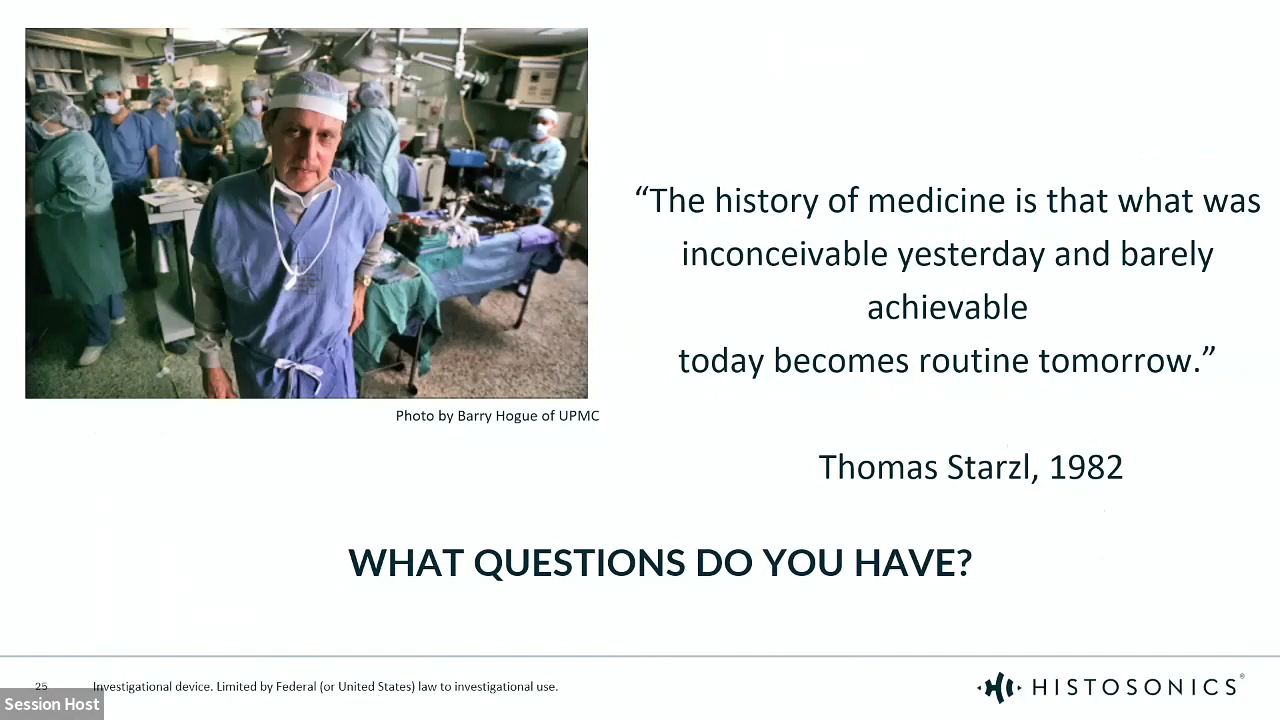 “The history of medicine is that what was
inconceivable yesterday and barely
achievable
today becomes routine tomorrow.”
Photo by Barry Hogue of UPMC
Thomas Starzl, 1982
WHAT QUESTIONS DO YOU HAVE?
25
Investigational device. Limited by Federal (or United States) law to investigational use.
HISTOSONICS®
Session Host